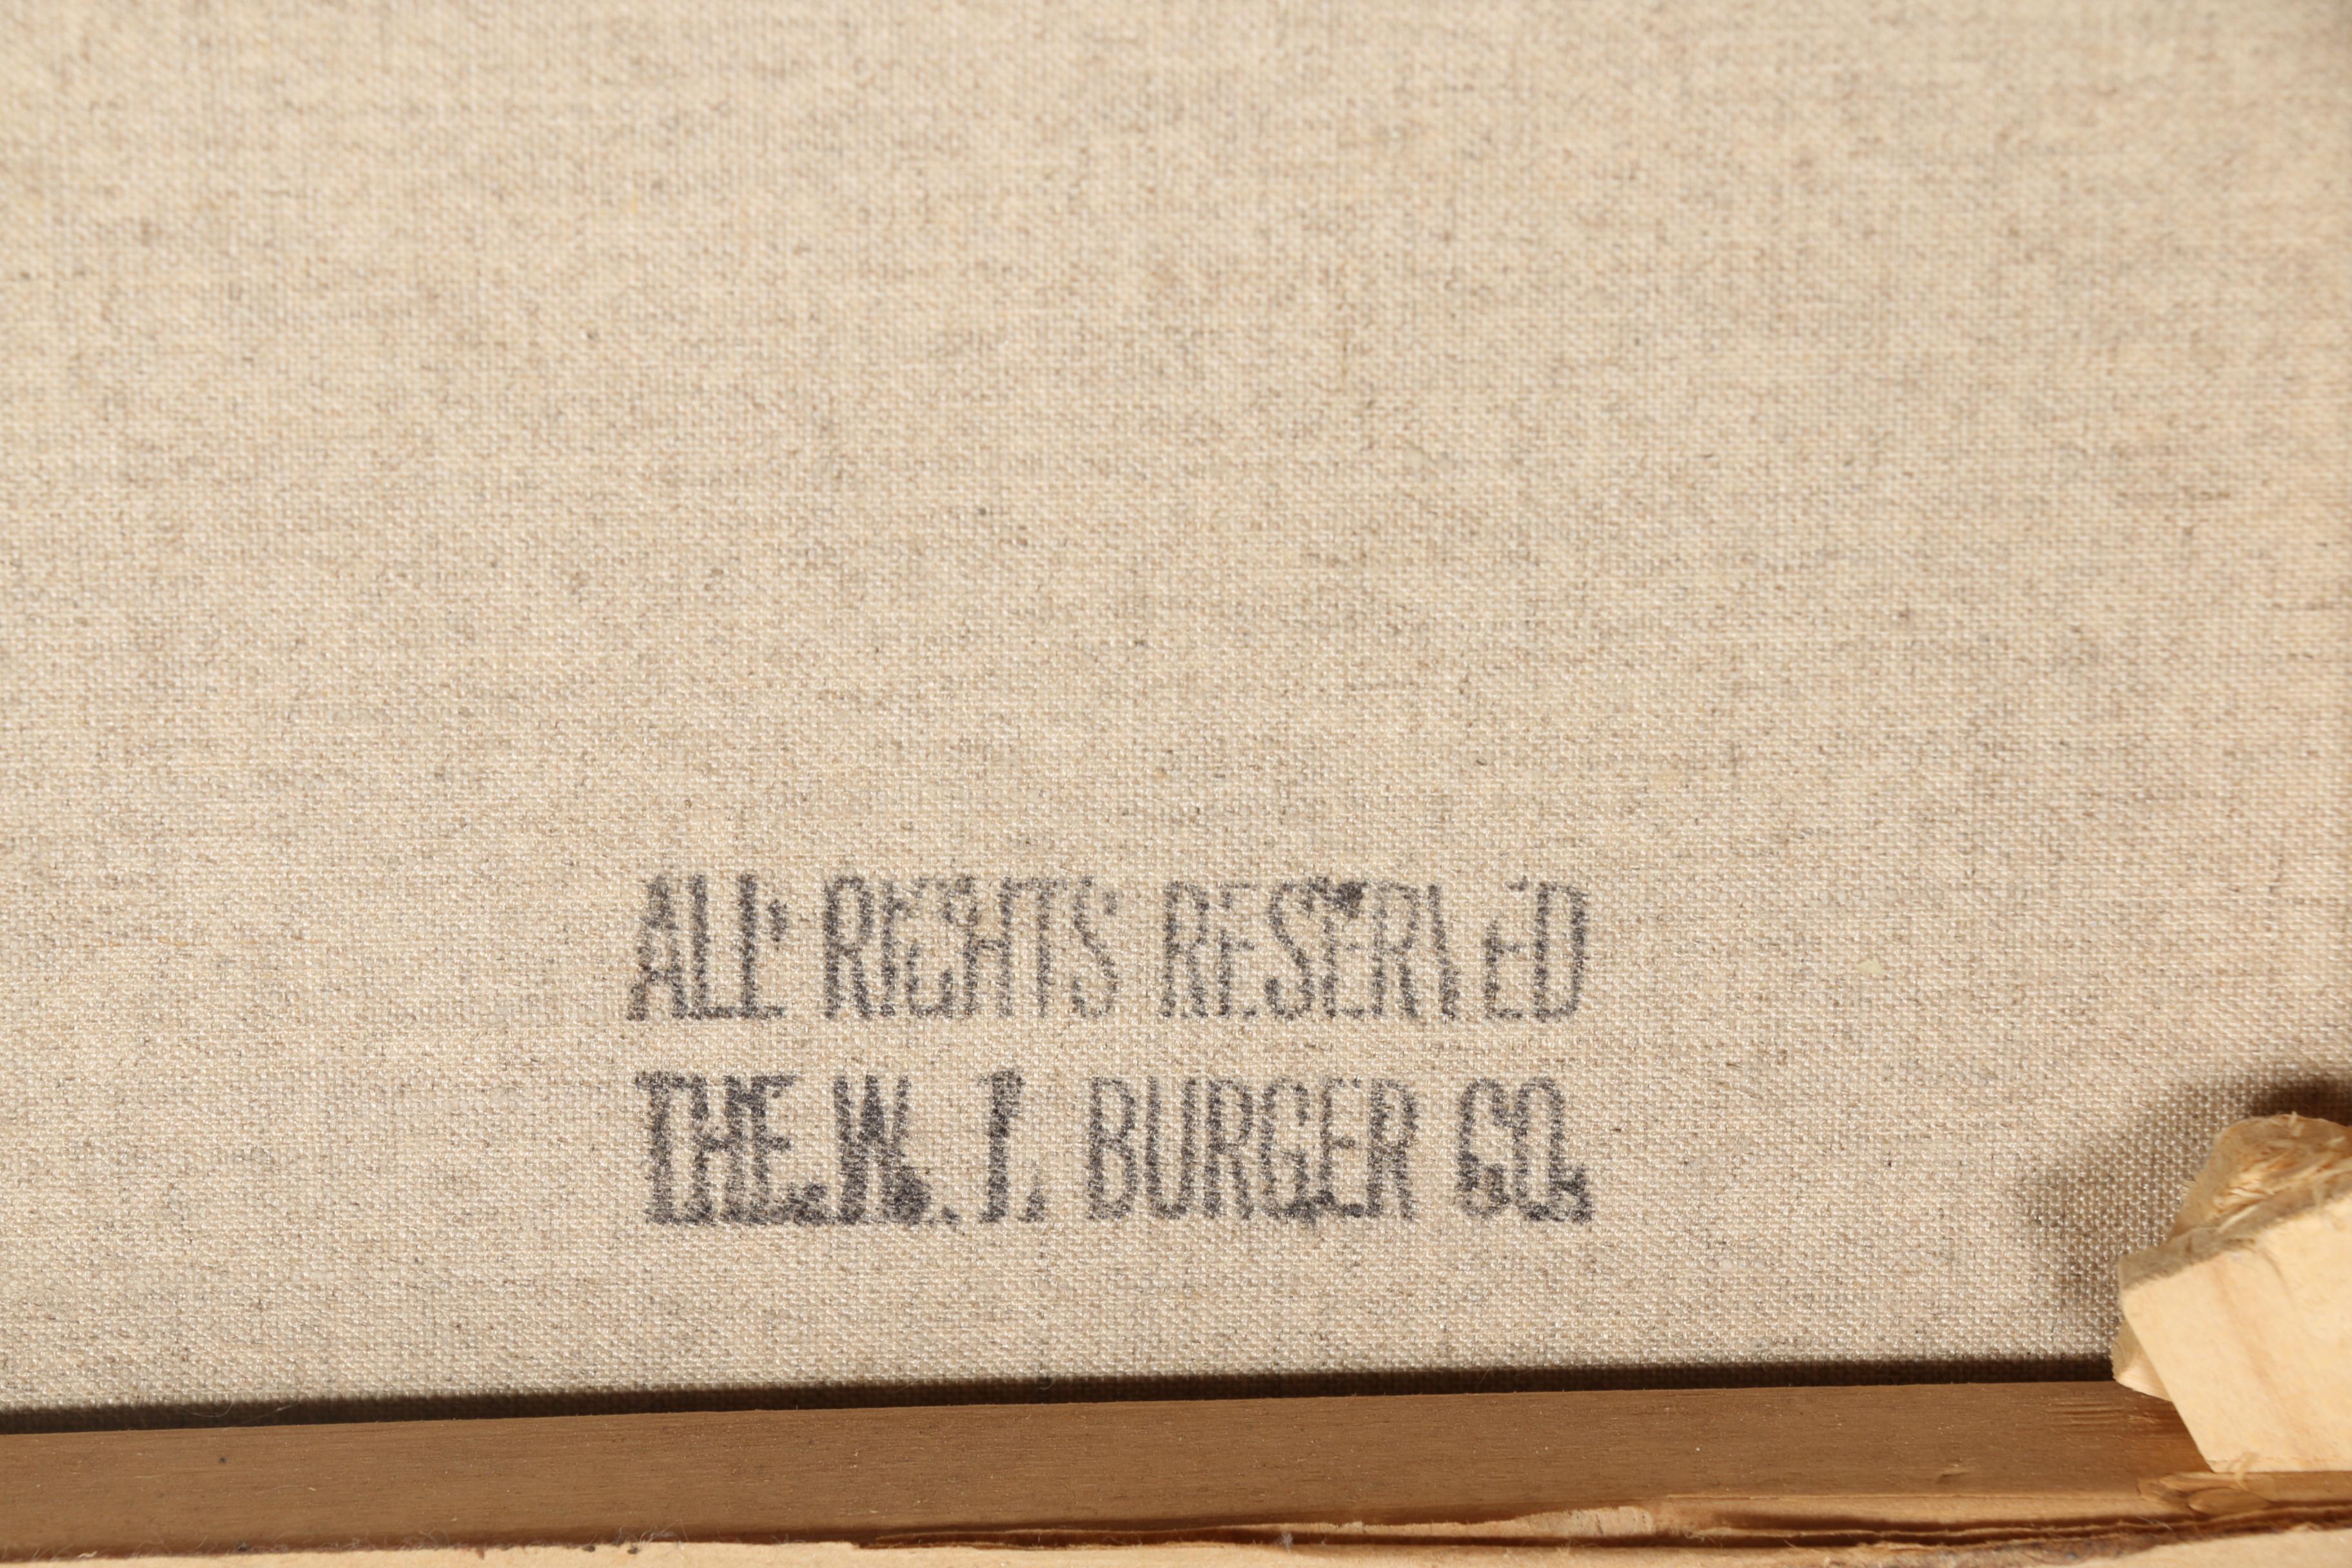 ALL RIGHTS RESERVED
THE W. BURGER CO.